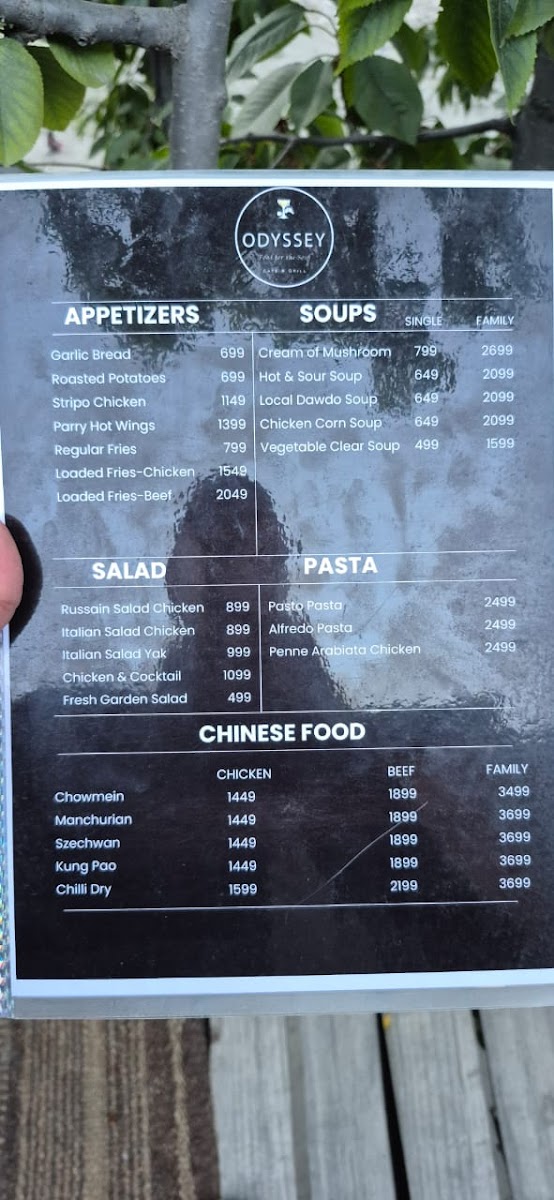 ODYSSEY
CAFE & GRILL
APPETIZERS
Garlic Bread 699
Roasted Potatoes 699
Stripo Chicken 1149
Parry Hot Wings 1399
Regular Fries 799
Loaded Fries-Chicken 1549
Loaded Fries-Beef 2049
SOUPS SINGLE FAMILY
Cream of Mushroom 799 2699
Hot & Sour Soup 649 2099
Local Dawdo Soup 649 2099
Chicken Corn Soup 649 2099
Vegetable Clear Soup 499 1599
SALAD
Russain Salad Chicken 899
Italian Salad Chicken 899
Italian Salad Yak 999
Chicken & Cocktail 1099
Fresh Garden Salad 499
PASTA
Pasto Pasta 2499
Alfredo Pasta 2499
Penne Arabiata Chicken 2499
CHINESE FOOD
CHICKEN BEEF FAMILY
Chowmein 1449 1899 3499
Manchurian 1449 1899 3699
Szechwan 1449 1899 3699
Kung Pao 1449 1899 3699
Chilli Dry 1599 2199 3699